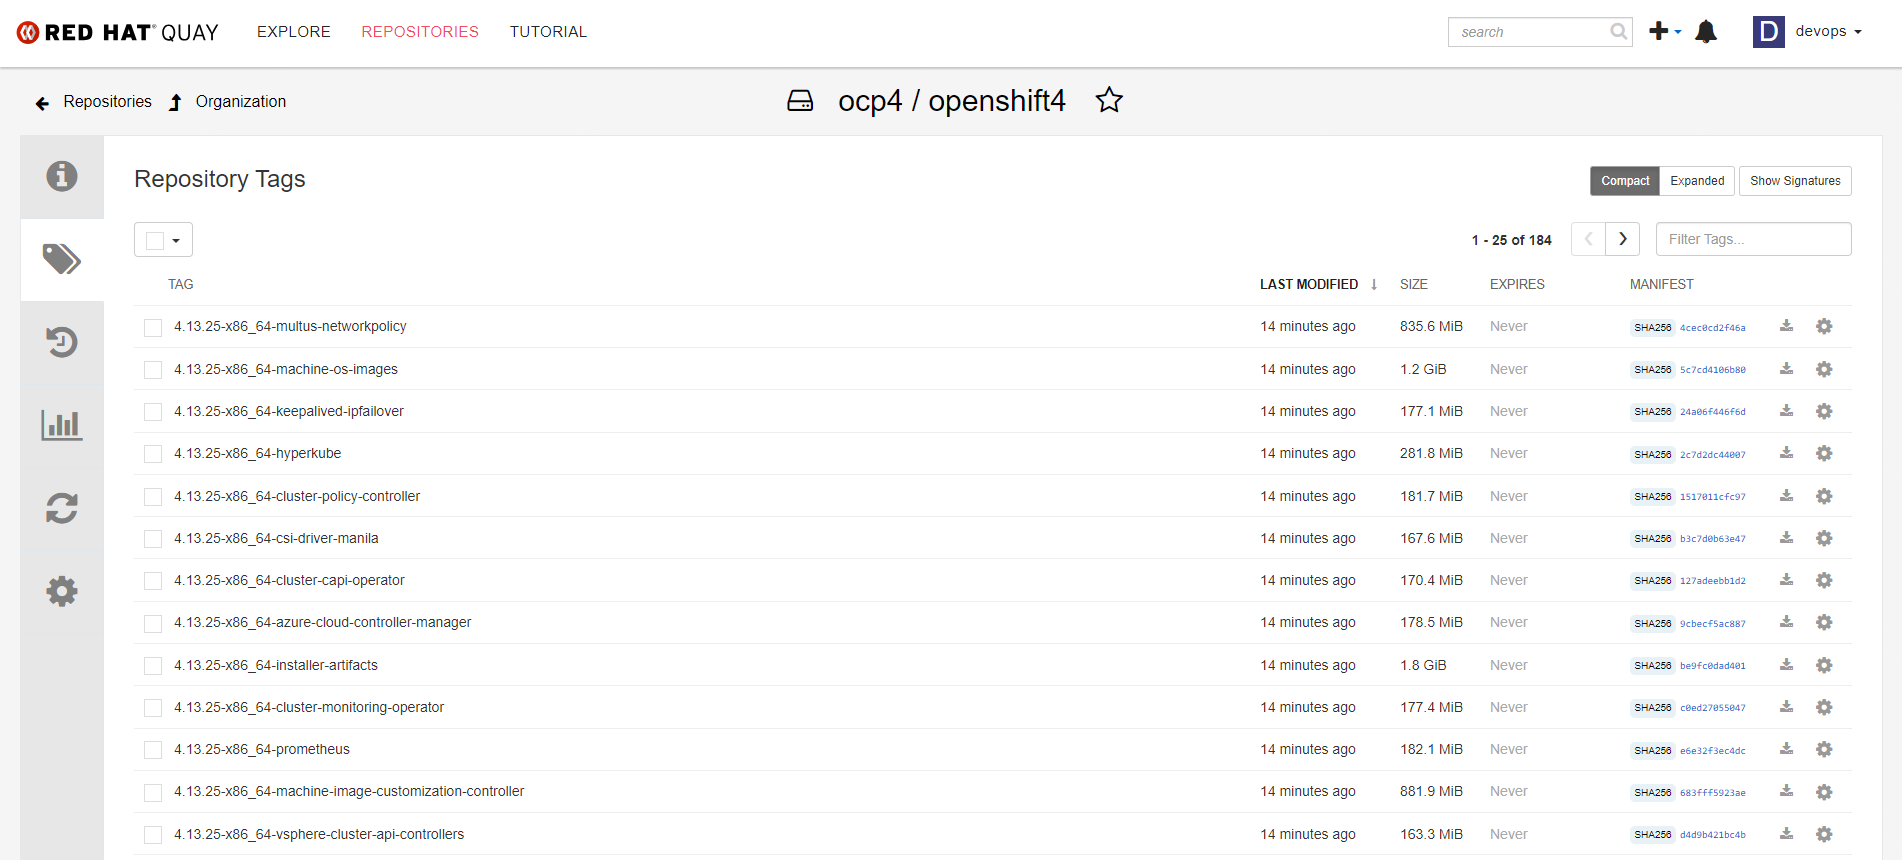 RED HAT® QUAY EXPLORE REPOSITORIES TUTORIAL search D devops
Repositories Organization ocp4 / openshift4
Repository Tags Compact Expanded Show Signatures
1 - 25 of 184 Filter Tags...
TAG LAST MODIFIED ↓ SIZE EXPIRES MANIFEST
4.13.25-x86_64-multus-networkpolicy 14 minutes ago 835.6 MiB Never SHA256 4cec0cd2f46a
4.13.25-x86_64-machine-os-images 14 minutes ago 1.2 GiB Never SHA256 5c7cd4106b80
4.13.25-x86_64-keepalived-ipfailover 14 minutes ago 177.1 MiB Never SHA256 24a06f446f6d
4.13.25-x86_64-hyperkube 14 minutes ago 281.8 MiB Never SHA256 2c7d2dc44007
4.13.25-x86_64-cluster-policy-controller 14 minutes ago 181.7 MiB Never SHA256 1517011cfc97
4.13.25-x86_64-csi-driver-manila 14 minutes ago 167.6 MiB Never SHA256 b3c7d0b63e47
4.13.25-x86_64-cluster-capi-operator 14 minutes ago 170.4 MiB Never SHA256 127adeebb1d2
4.13.25-x86_64-azure-cloud-controller-manager 14 minutes ago 178.5 MiB Never SHA256 9cbecf5ac887
4.13.25-x86_64-installer-artifacts 14 minutes ago 1.8 GiB Never SHA256 be9fc0dad401
4.13.25-x86_64-cluster-monitoring-operator 14 minutes ago 177.4 MiB Never SHA256 c0ed27055047
4.13.25-x86_64-prometheus 14 minutes ago 182.1 MiB Never SHA256 e6e32f3ec4dc
4.13.25-x86_64-machine-image-customization-controller 14 minutes ago 881.9 MiB Never SHA256 683fff5923ae
4.13.25-x86_64-vsphere-cluster-api-controllers 14 minutes ago 163.3 MiB Never SHA256 d4d9b421bc4b